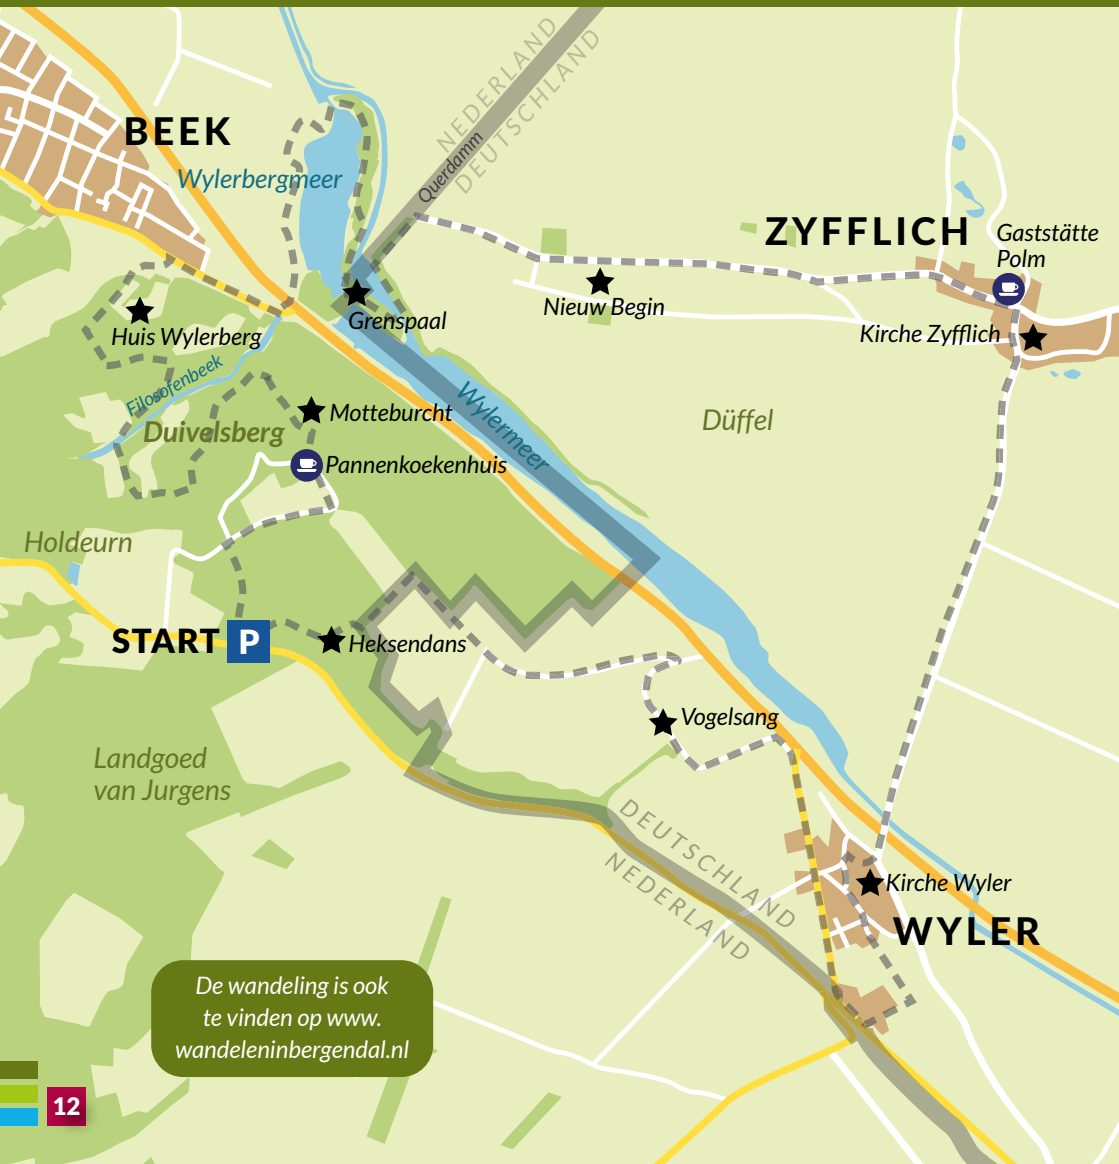 NEDERLAND
DEUTSCHLAND
Querdamm
BEEK
Wylerbergmeer
ZYFFLICH
Gaststätte
Polm
Nieuw Begin
Kirche Zyfflich
Grenspaal
Huis Wylerberg
Filosofenbeek
Duivelsberg
Motteburcht
Wylermeer
Düffel
Pannenkoekenhuis
Holdeurn
START P
Heksendans
Vogelsang
Landgoed
van Jurgens
DEUTSCHLAND
NEDERLAND
Kirche Wyler
WYLER
De wandeling is ook
te vinden op www.
wandeleninbergendal.nl
12